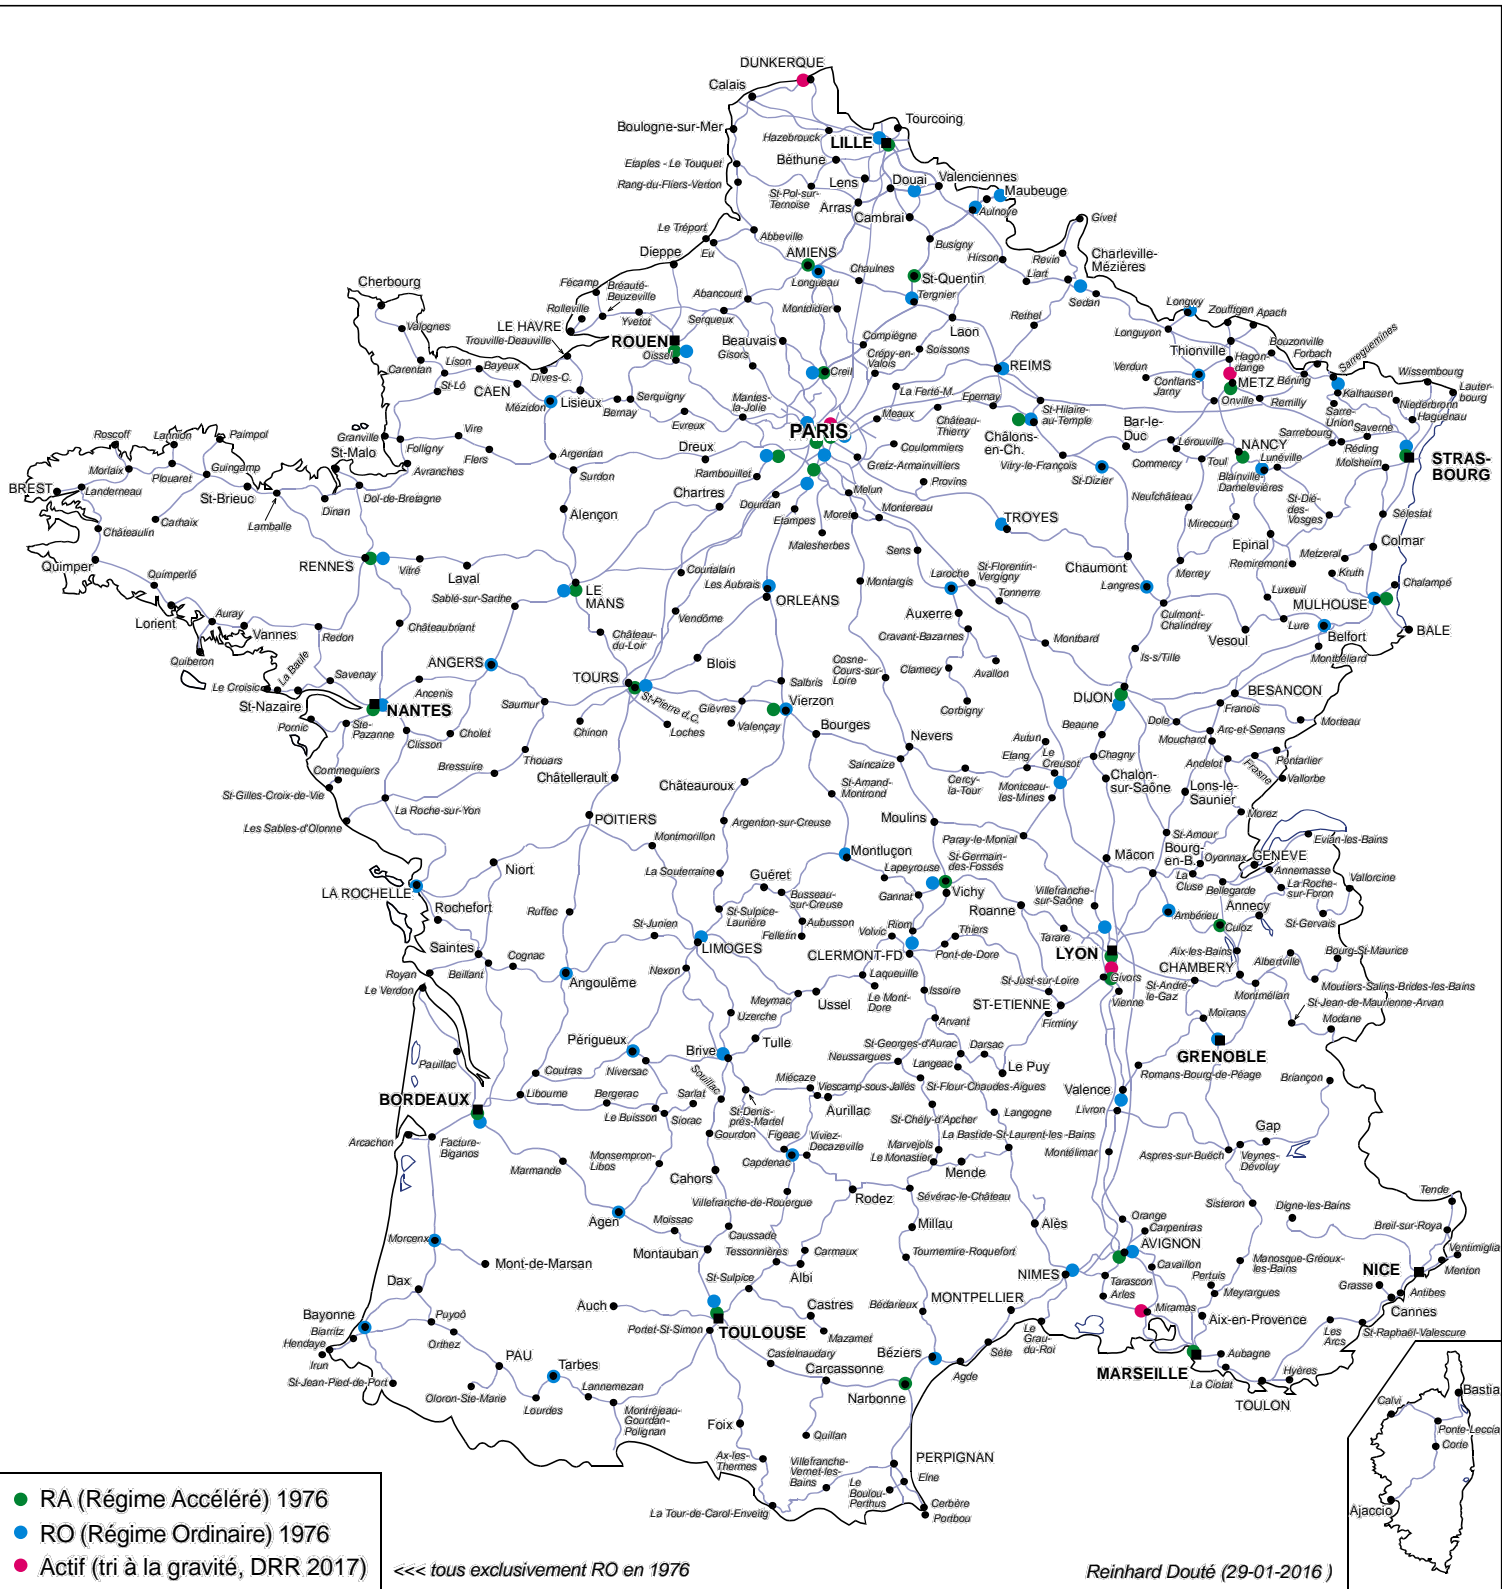 DUNKERQUE
Calais
Boulogne-sur-Mer
Hazebrouck
Tourcoing
LILLE
Etaples - Le Touquet
Béthune
Rang-du-Fliers-Verton
Lens
Douai
Valenciennes
St-Pol-sur-
Ternoise
Arras
Maubeuge
Cambrai
Aulnoye
Le Tréport
Eu
Abbeville
Busigny
Givet
Dieppe
AMIENS
Longueau
Chaulnes
Hirson
Revin
Liart
Charleville-
Mézières
Sedan
St-Quentin
Tergnier
Cherbourg
Fécamp
Bréauté-
Beuzeville
Rolleville
Abancourt
Montdidier
Valognes
LE HAVRE
Yvetot
Serqueux
Laon
Rethel
Longwy
Zoufftgen
Apach
Longuyon
Trouville-Deauville
ROUEN
Oissel
Beauvais
Gisors
Compiègne
Crépy-en-
Valois
Soissons
Thionville
Bouzonville
Forbach
Sarreguemines
Carentan
Lison
Bayeux
St-Lô
CAEN
Dives-C.
Creil
REIMS
Verdun
Conflans-
Jarny
Hagon-
dange
METZ
Béning
Wissembourg
Lauter-
bourg
Kalhausen
Niederbronn
Haguenau
Mézidon
Lisieux
Serquigny
Bernay
Mantes-
la-Jolie
Evreux
La Ferté-M.
Epernay
Meaux
Château-
Thierry
St-Hilaire-
au-Temple
Onville
Remilly
Sarre-
Union
Saverne
Roscoff
Lannion
Paimpol
Granville
Folligny
Vire
Flers
Argentan
Dreux
PARIS
Coulommiers
Châlons-
en-Ch.
Bar-le-
Duc
Lérouville
NANCY
Sarrebourg
Réding
Molsheim
STRAS-
BOURG
BREST
Morlaix
Landerneau
Plouaret
Guingamp
St-Brieuc
St-Malo
Avranches
Dol-de-Bretagne
Surdon
Rambouillet
Gretz-Armainvilliers
Vitry-le-François
Commercy
Toul
Lunéville
Blainville-
Damelevières
Chartres
Dourdan
Melun
Provins
St-Dizier
Châteaulin
Carhaix
Lamballe
Dinan
Alençon
Etampes
Moret
Montereau
Malesherbes
TROYES
Neufchâteau
Mirecourt
St-Dié-
des-
Vosges
Sélestat
Epinal
Colmar
Metzeral
Quimper
Quimperlé
RENNES
Vitré
Laval
Courtalain
Sens
Chaumont
Merrey
Remiremont
Kruth
Chalampé
Sablé-sur-Sarthe
LE
MANS
Les Aubrais
ORLEANS
Montargis
Laroche
St-Florentin-
Vergigny
Tonnerre
Langres
Luxeuil
MULHOUSE
Lorient
Auray
Vannes
Redon
Châteaubriant
Château-
du-Loir
Vendôme
Auxerre
Cravant-Bazarnes
Montbard
Culmont-
Chalindrey
Vesoul
Lure
Belfort
BALE
Montbéliard
Quiberon
La Baule
Savenay
ANGERS
Blois
Cosne-
Cours-sur-
Loire
Clamecy
Avallon
Is-s/Tille
Le Croisic
St-Nazaire
Ancenis
Saumur
TOURS
St-Pierre d.C.
Salbris
Gièvres
Vierzon
Corbigny
DIJON
BESANCON
Franois
Morteau
NANTES
Pornic
Ste-
Pazanne
Clisson
Cholet
Chinon
Loches
Valençay
Bourges
Nevers
Beaune
Dole
Mouchard
Arc-et-Senans
Autun
Etang
Le
Creusot
Chagny
Andelot
Frasne
Pontarlier
Vallorbe
Commequiers
Bressuire
Thouars
Châtellerault
Saincaize
Cercy-
la-Tour
Montceau-
les-Mines
Chalon-
sur-Saône
Lons-le-
Saunier
St-Gilles-Croix-de-Vie
La Roche-sur-Yon
Châteauroux
St-Amand-
Montrond
Morez
Les Sables-d'Olonne
POITIERS
Argenton-sur-Creuse
Moulins
Paray-le-Monial
St-Amour
Evian-les-Bains
Montmorillon
Montluçon
St-Germain-
des-Fossés
Mâcon
Bourg-
en-B.
Oyonnax
GENEVE
Niort
La Souterraine
Guéret
Lapeyrouse
La
Cluse
Bellegarde
Annemasse
La Roche-
sur-Foron
Vallorcine
LA ROCHELLE
Busseau-
sur-Creuse
Gannat
Vichy
Villefranche-
sur-Saône
Rochefort
Ruffec
St-Sulpice-
Laurière
Aubusson
Roanne
Ambérieu
Annecy
St-Gervais
St-Junien
Felletin
Riom
Volvic
Thiers
Tarare
Culoz
Saintes
Cognac
LIMOGES
CLERMONT-FD
Pont-de-Dore
LYON
Aix-les-Bains
Albertville
Bourg-St-Maurice
Royan
Beillant
Angoulême
Nexon
Laqueuille
St-Just-sur-Loire
Givors
CHAMBERY
Moutiers-Salins-Brides-les-Bains
Le Verdon
Meymac
Ussel
Le Mont-
Dore
Issoire
ST-ETIENNE
Vienne
St-André-
le-Gaz
Montmélian
St-Jean-de-Maurienne-Arvan
Uzerche
Arvant
Firminy
Moirans
Modane
Périgueux
Brive
Tulle
St-Georges-d'Aurac
Darsac
Neussargues
Langeac
Le Puy
GRENOBLE
Pauillac
Niversac
Coutras
Souillac
Romans-Bourg-de-Péage
Miécaze
Viescamp-sous-Jallès
St-Flour-Chaudes-Aigues
Valence
Briançon
BORDEAUX
Libourne
Bergerac
Sarlat
Le Buisson
Siorac
St-Denis-
près-Martel
Aurillac
St-Chély-d'Apcher
Langogne
Livron
Arcachon
Facture-
Biganos
Gourdon
Figeac
Viviez-
Decazeville
La Bastide-St-Laurent-les -Bains
Gap
Marmande
Monsempron-
Libos
Capdenac
Marvejols
Le Monastier
Mende
Montélimar
Aspres-sur-Buëch
Veynes-
Dévoluy
Cahors
Villefranche-de-Rouergue
Rodez
Sévérac-le-Château
Sisteron
Digne-les-Bains
Tende
Agen
Moissac
Caussade
Millau
Alès
Orange
Carpentras
Breil-sur-Roya
Morcenx
Montauban
Tessonnières
Carmaux
Tournemire-Roquefort
AVIGNON
Cavaillon
Manosque-Gréoux-
les-Bains
Ventimiglia
Mont-de-Marsan
St-Sulpice
Albi
NIMES
Tarascon
Arles
Pertuis
Meyrargues
NICE
Menton
Grasse
Antibes
Dax
Auch
Castres
Bédarieux
MONTPELLIER
Miramas
Aix-en-Provence
Cannes
Bayonne
Biarritz
Hendaye
Irun
Puyoô
Orthez
Portet-St-Simon
TOULOUSE
Mazamet
Le
Grau-
du-Roi
Les
Arcs
St-Raphaël-Valescure
St-Jean-Pied-de-Port
PAU
Tarbes
Castelnaudary
Carcassonne
Béziers
Sète
Agde
MARSEILLE
Aubagne
La Ciotat
Hyères
TOULON
Oloron-Ste-Marie
Lourdes
Lannemezan
Montréjeau-
Gourdan-
Polignan
Narbonne
Foix
Quillan
Calvi
Bastia
Ponte-Leccia
Corte
Ajaccio
Ax-les-
Thermes
Villefranche-
Vernet-les-
Bains
PERPIGNAN
Elne
Le
Boulou-
Perthus
Cerbère
Portbou
La Tour-de-Carol-Enveitg
RA (Régime Accéléré) 1976
RO (Régime Ordinaire) 1976
Actif (tri à la gravité, DRR 2017)
<<< tous exclusivement RO en 1976
Reinhard Douté (29-01-2016 )